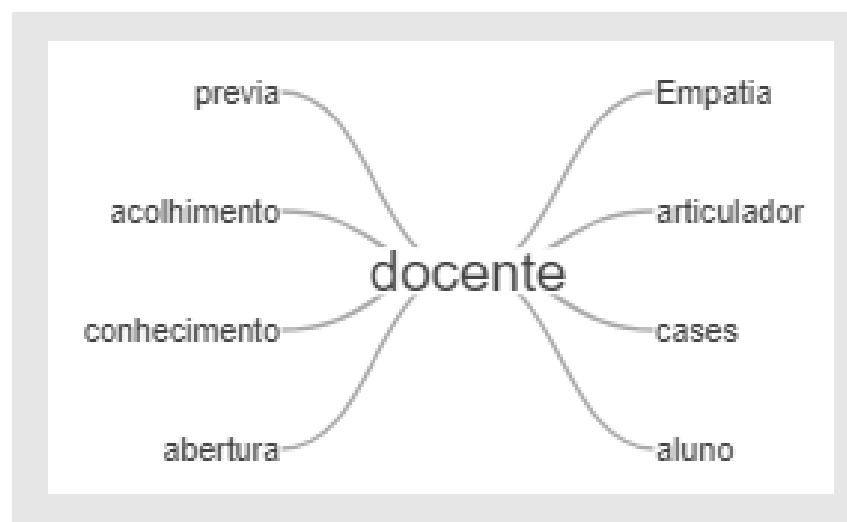 previa
Empatia
acolhimento
articulador
docente
conhecimento
cases
abertura
aluno